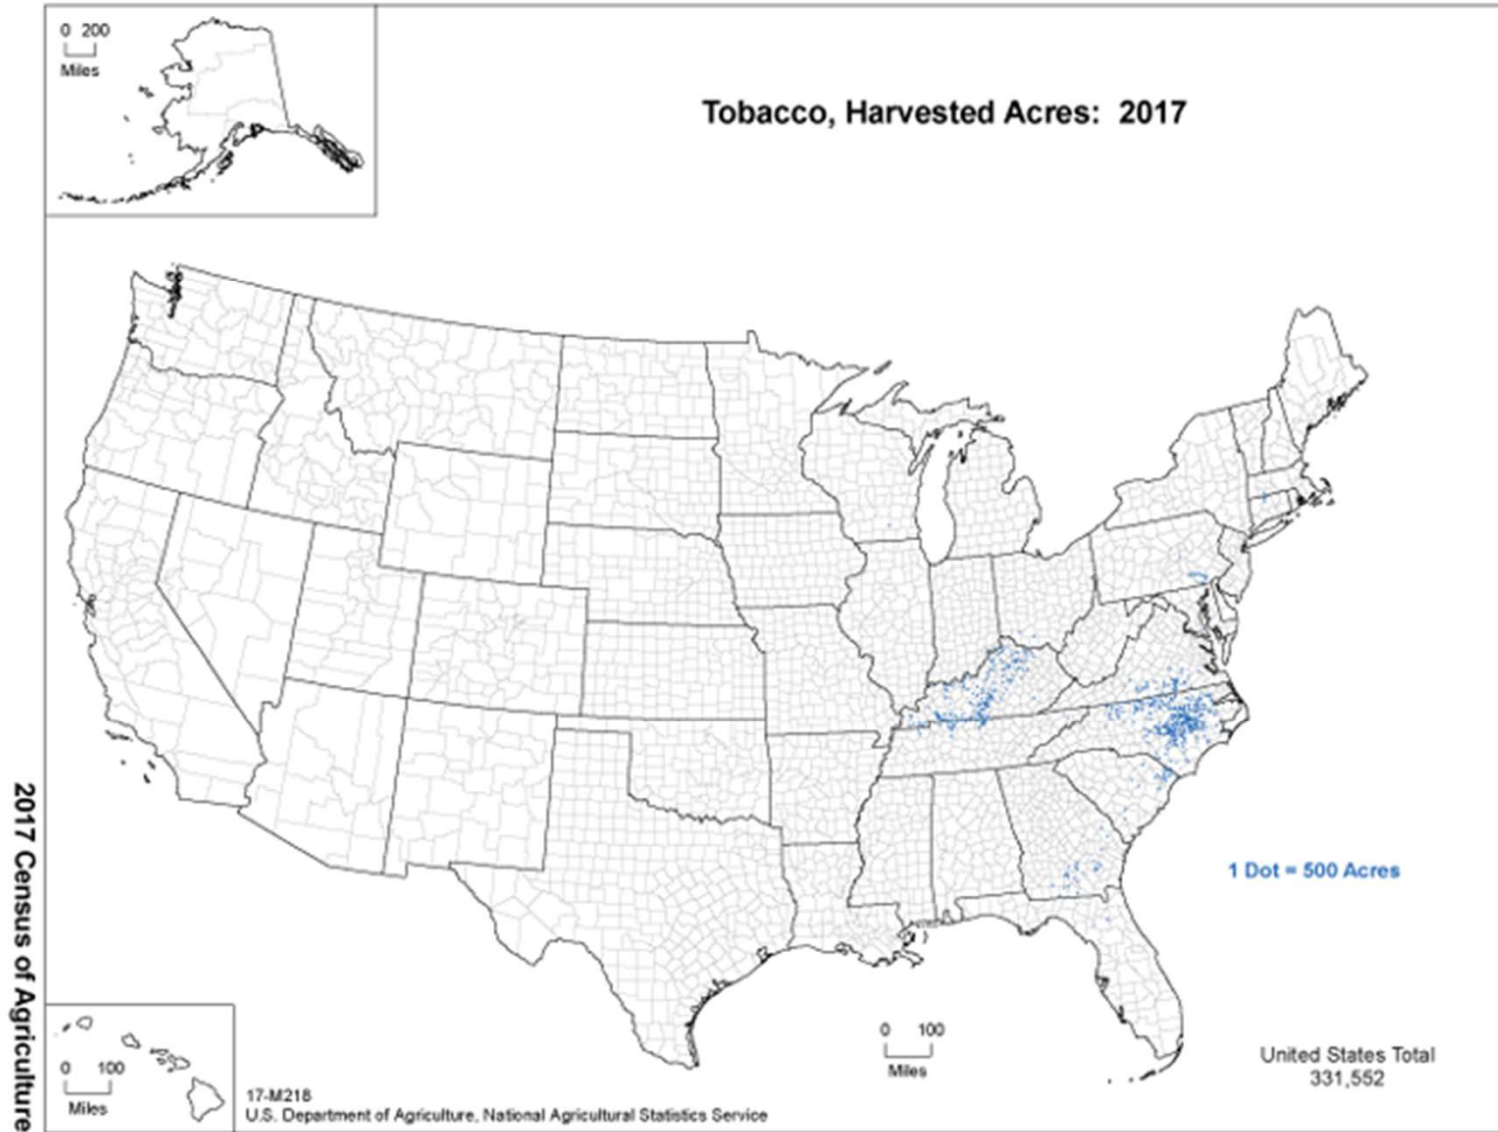 0 200
Miles
Tobacco, Harvested Acres: 2017
1 Dot = 500 Acres
0 100
Miles
United States Total
331,552
0 100
Miles
17-M218
U.S. Department of Agriculture, National Agricultural Statistics Service
2017 Census of Agriculture